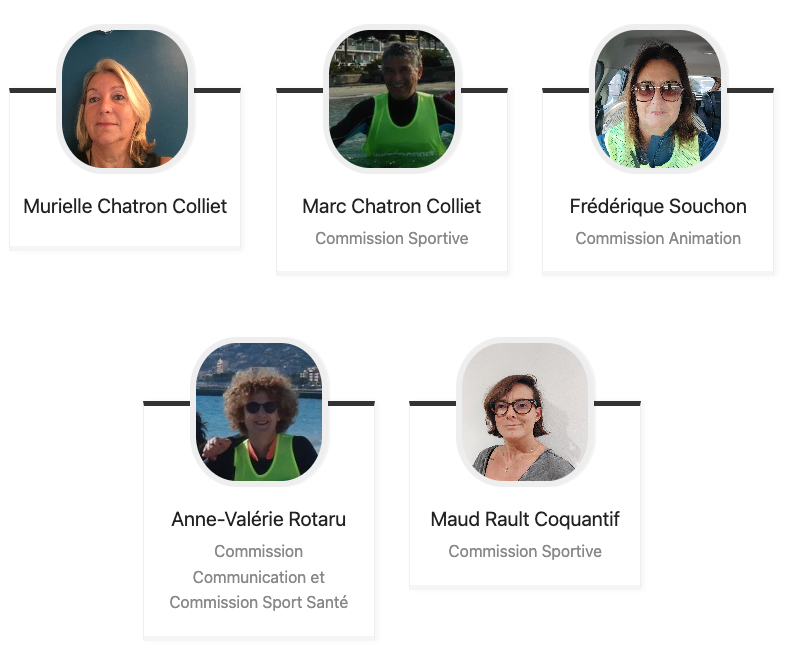 Murielle Chatron Colliet
Marc Chatron Colliet
Commission Sportive
Frédérique Souchon
Commission Animation
Anne-Valérie Rotaru
Commission
Communication et
Commission Sport Santé
Maud Rault Coquantif
Commission Sportive